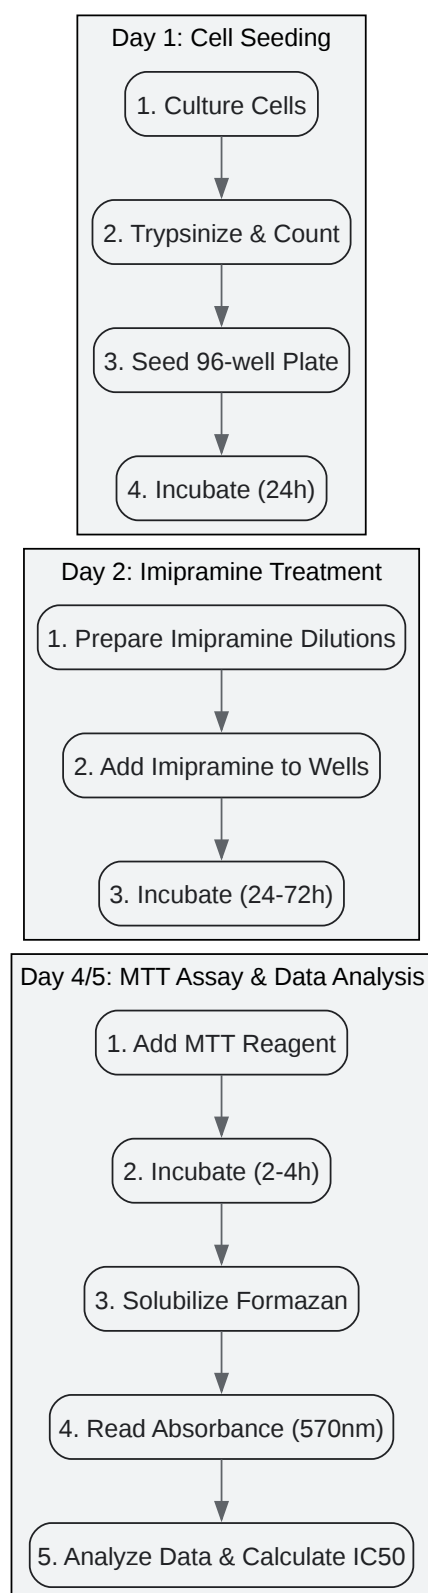 Day 1: Cell Seeding
1. Culture Cells
2. Trypsinize & Count
3. Seed 96-well Plate
4. Incubate (24h)
Day 2: Imipramine Treatment
1. Prepare Imipramine Dilutions
2. Add Imipramine to Wells
3. Incubate (24-72h)
Day 4/5: MTT Assay & Data Analysis
1. Add MTT Reagent
2. Incubate (2-4h)
3. Solubilize Formazan
4. Read Absorbance (570nm)
5. Analyze Data & Calculate IC50